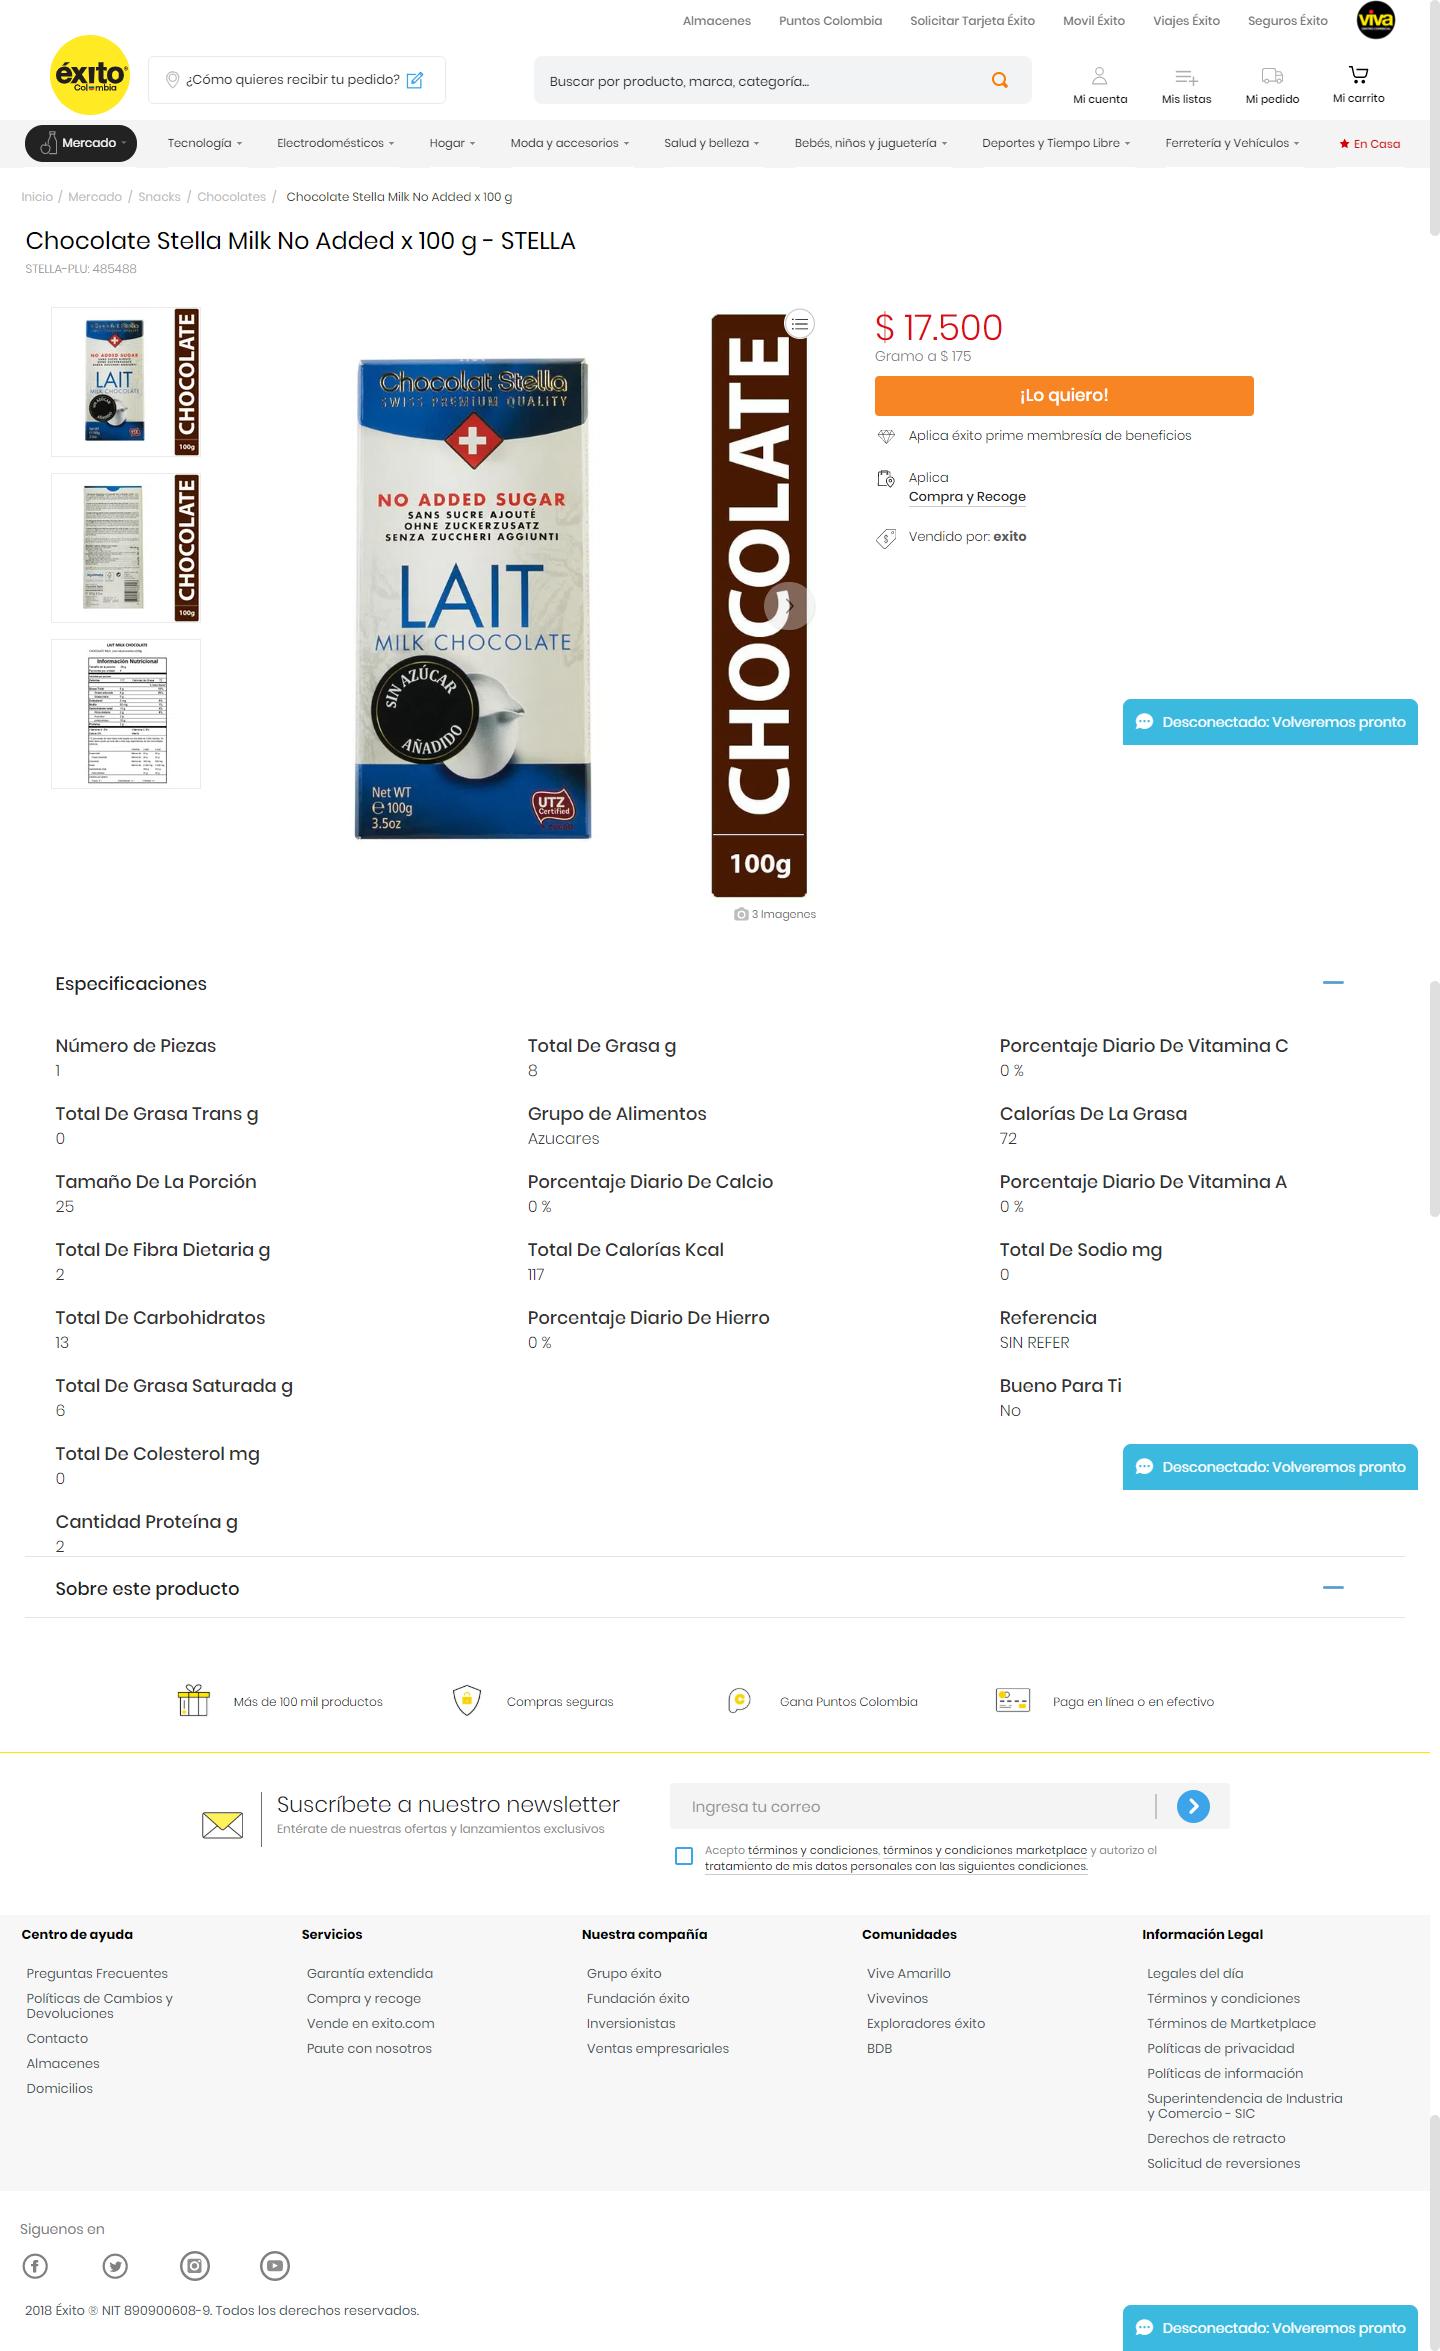 Almacenes Puntos Colombia Solicitar Tarjeta Éxito Movil Éxito Viajes Éxito Seguros Éxito viva
éxito
Colombia
¿Cómo quieres recibir tu pedido?
Buscar por producto, marca, categoría...
Mi cuenta Mis listas Mi pedido Mi carrito
Mercado Tecnología Electrodomésticos Hogar Moda y accesorios Salud y belleza Bebés, niños y juguetería Deportes y Tiempo Libre Ferretería y Vehículos En Casa
Inicio / Mercado / Snacks / Chocolates / Chocolate Stella Milk No Added x 100 g
Chocolate Stella Milk No Added x 100 g - STELLA
STELLA-PLU: 485488
Chocolat Stella
SWISS PREMIUM QUALITY
NO ADDED SUGAR
SANS SUCRE AJOUTÉ
OHNE ZUCKERZUSATZ
SENZA ZUCCHERI AGGIUNTI
LAIT
MILK CHOCOLATE
SIN AZÚCAR
AÑADIDO
Net WT
℮ 100g
3.5oz
UTZ
Certified
CHOCOLATE
100g
NO ADDED SUGAR
LAIT
MILK CHOCOLATE
CHOCOLATE
100g
CHOCOLATE
100g
LAIT MILK CHOCOLATE
Información Nutricional
3 Imagenes
$ 17.500
Gramo a $ 175
¡Lo quiero!
Aplica éxito prime membresía de beneficios
Aplica
Compra y Recoge
Vendido por: exito
Desconectado: Volveremos pronto
Especificaciones
Número de Piezas
1
Total De Grasa Trans g
0
Tamaño De La Porción
25
Total De Fibra Dietaria g
2
Total De Carbohidratos
13
Total De Grasa Saturada g
6
Total De Colesterol mg
0
Cantidad Proteína g
2
Total De Grasa g
8
Grupo de Alimentos
Azucares
Porcentaje Diario De Calcio
0 %
Total De Calorías Kcal
117
Porcentaje Diario De Hierro
0 %
Porcentaje Diario De Vitamina C
0 %
Calorías De La Grasa
72
Porcentaje Diario De Vitamina A
0 %
Total De Sodio mg
0
Referencia
SIN REFER
Bueno Para Ti
No
Desconectado: Volveremos pronto
Sobre este producto
Más de 100 mil productos Compras seguras Gana Puntos Colombia Paga en línea o en efectivo
Suscríbete a nuestro newsletter
Entérate de nuestras ofertas y lanzamientos exclusivos
Ingresa tu correo
Acepto términos y condiciones, términos y condiciones marketplace y autorizo el
tratamiento de mis datos personales con las siguientes condiciones.
Centro de ayuda
Preguntas Frecuentes
Políticas de Cambios y
Devoluciones
Contacto
Almacenes
Domicilios
Servicios
Garantía extendida
Compra y recoge
Vende en exito.com
Paute con nosotros
Nuestra compañía
Grupo éxito
Fundación éxito
Inversionistas
Ventas empresariales
Comunidades
Vive Amarillo
Vivevinos
Exploradores éxito
BDB
Información Legal
Legales del día
Términos y condiciones
Términos de Martketplace
Políticas de privacidad
Políticas de información
Superintendencia de Industria
y Comercio - SIC
Derechos de retracto
Solicitud de reversiones
Siguenos en
2018 Éxito ® NIT 890900608-9. Todos los derechos reservados.
Desconectado: Volveremos pronto